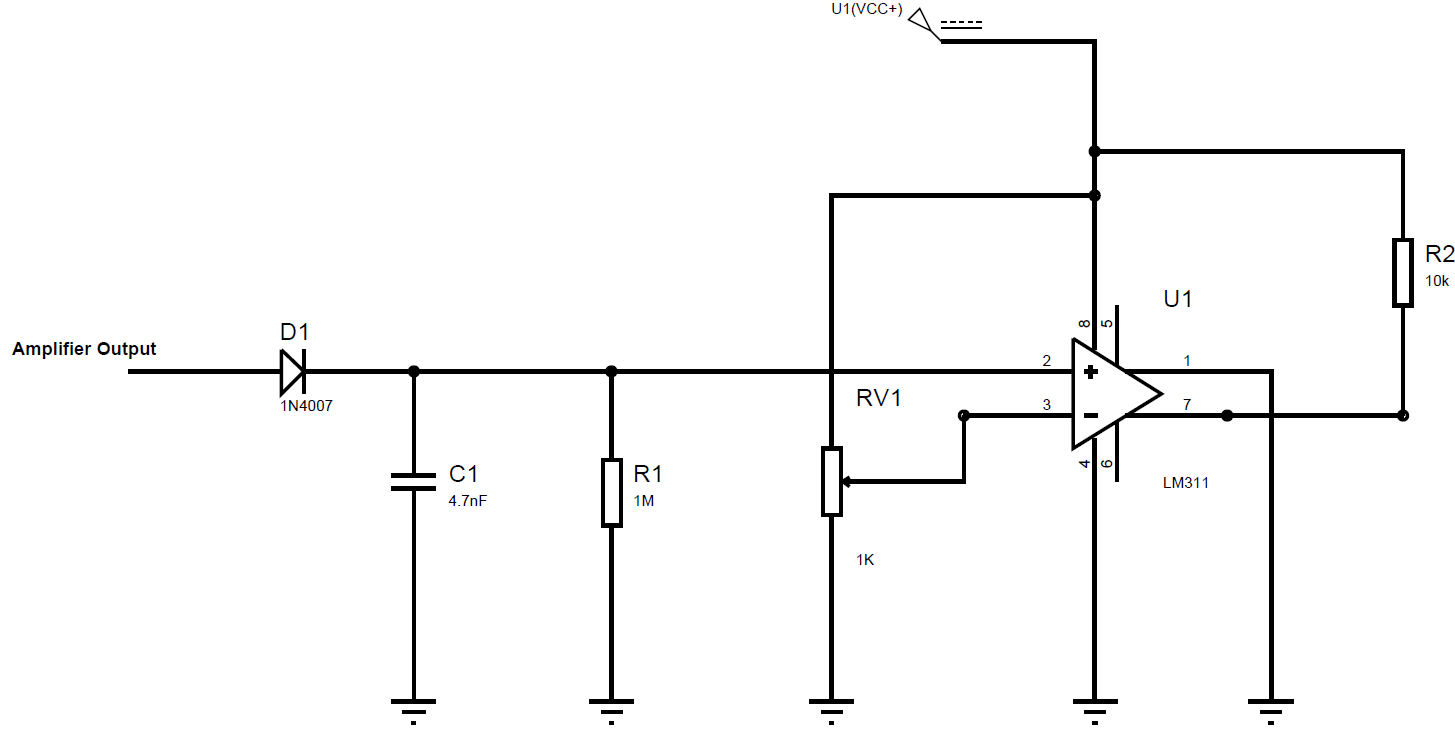 U1(VCC+)
R2
10k
U1
8
5
D1
Amplifier Output
2
1
1N4007
RV1
3
7
C1
R1
4
6
4.7nF
1M
LM311
1K